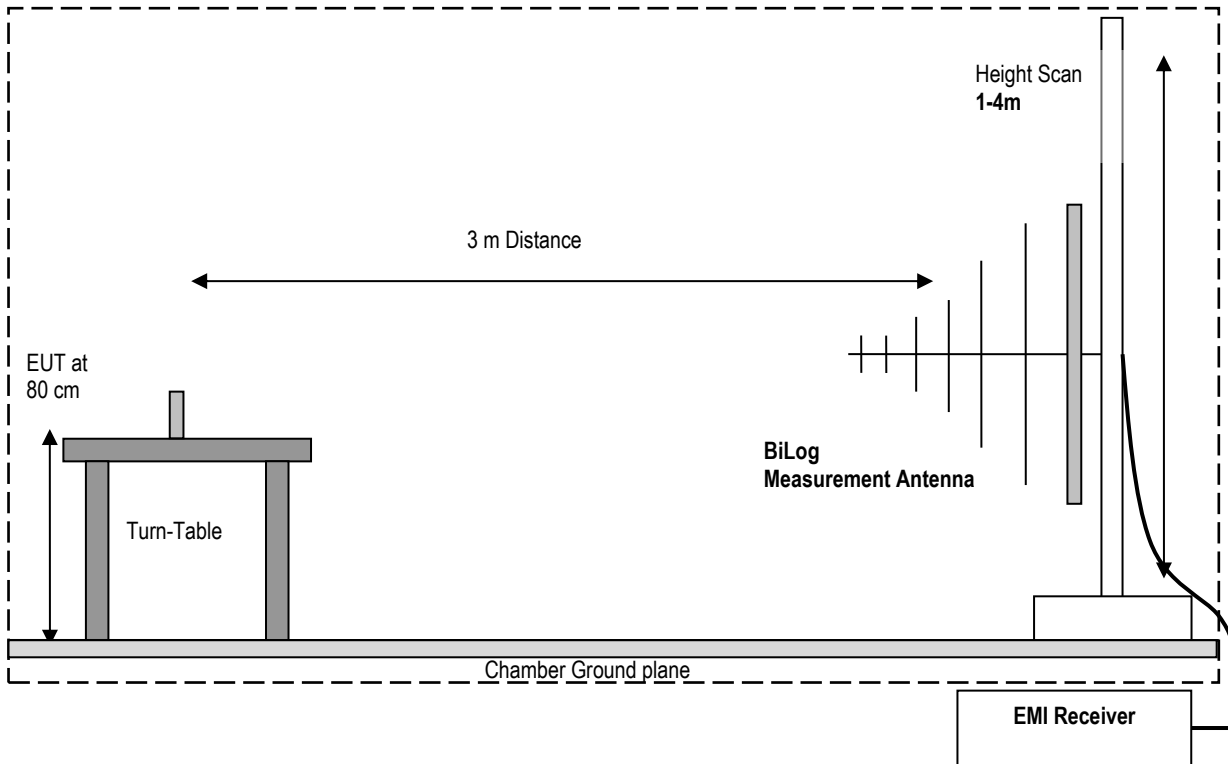 Height Scan
1-4m
3 m Distance
EUT at
80 cm
BiLog
Measurement Antenna
Turn-Table
Chamber Ground plane
EMI Receiver